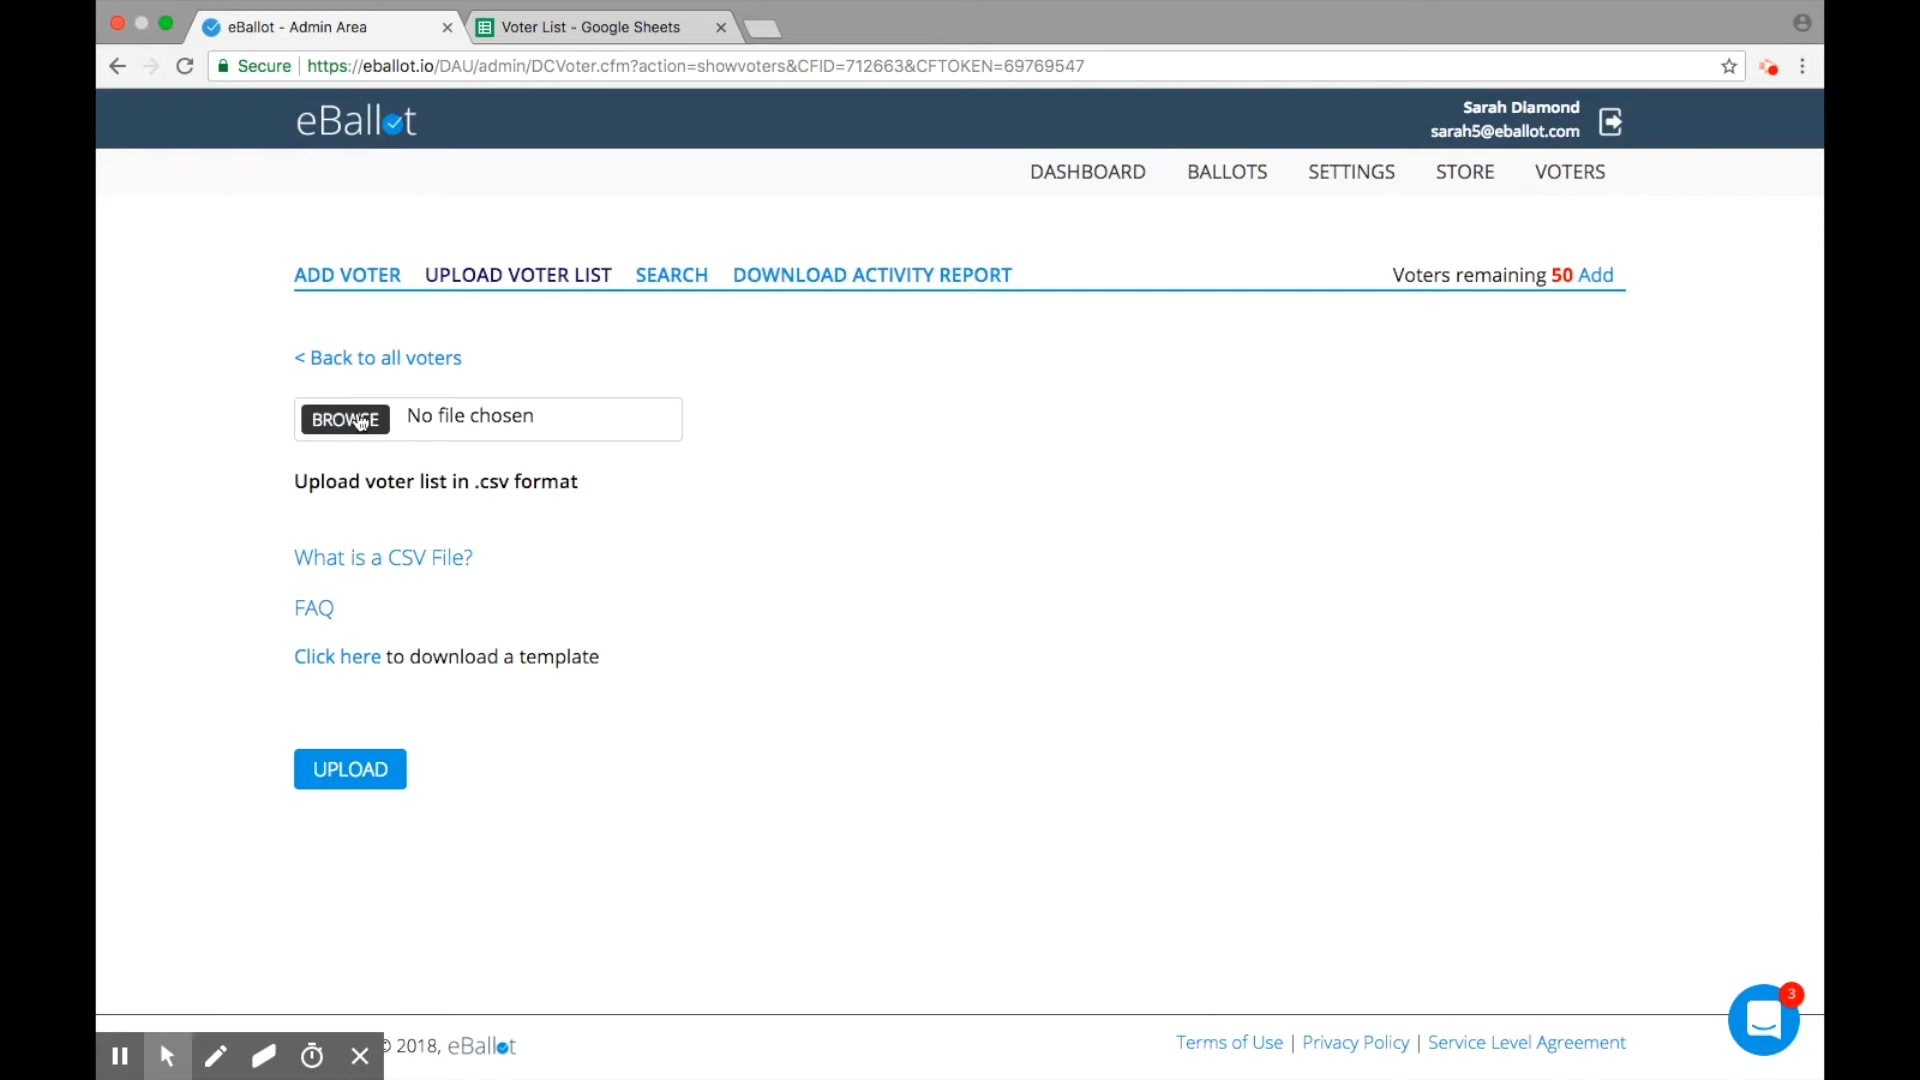 eBallot - Admin Area
Voter List - Google Sheets
Secure
https://eballot.io/DAU/admin/DCVoter.cfm?action=showvoters&CFID=712663&CFTOKEN=69769547
eBallot
Sarah Diamond
sarah5@eballot.com
DASHBOARD BALLOTS SETTINGS STORE VOTERS
ADD VOTER UPLOAD VOTER LIST SEARCH DOWNLOAD ACTIVITY REPORT Voters remaining 50 Add
< Back to all voters
BROWSE No file chosen
Upload voter list in .csv format
What is a CSV File?
FAQ
Click here to download a template
UPLOAD
3
© 2018, eBallot
Terms of Use | Privacy Policy | Service Level Agreement